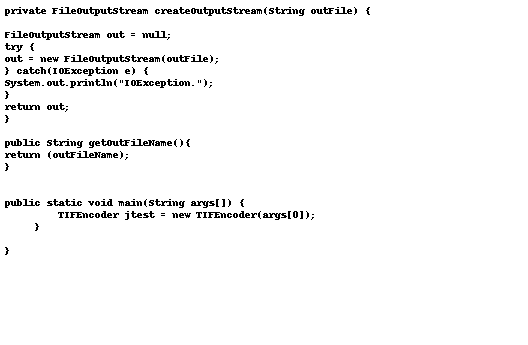 private FileOutputStream createOutputStream(String outFile) {
FileOutputStream out = null;
try {
out = new FileOutputStream(outFile);
} catch(IOException e) {
System.out.println("IOException.");
}
return out;
}
public String getOutFileName(){
return (outFileName);
}
public static void main(String args[]) {
TIFEncoder jtest = new TIFEncoder(args[0]);
}
}